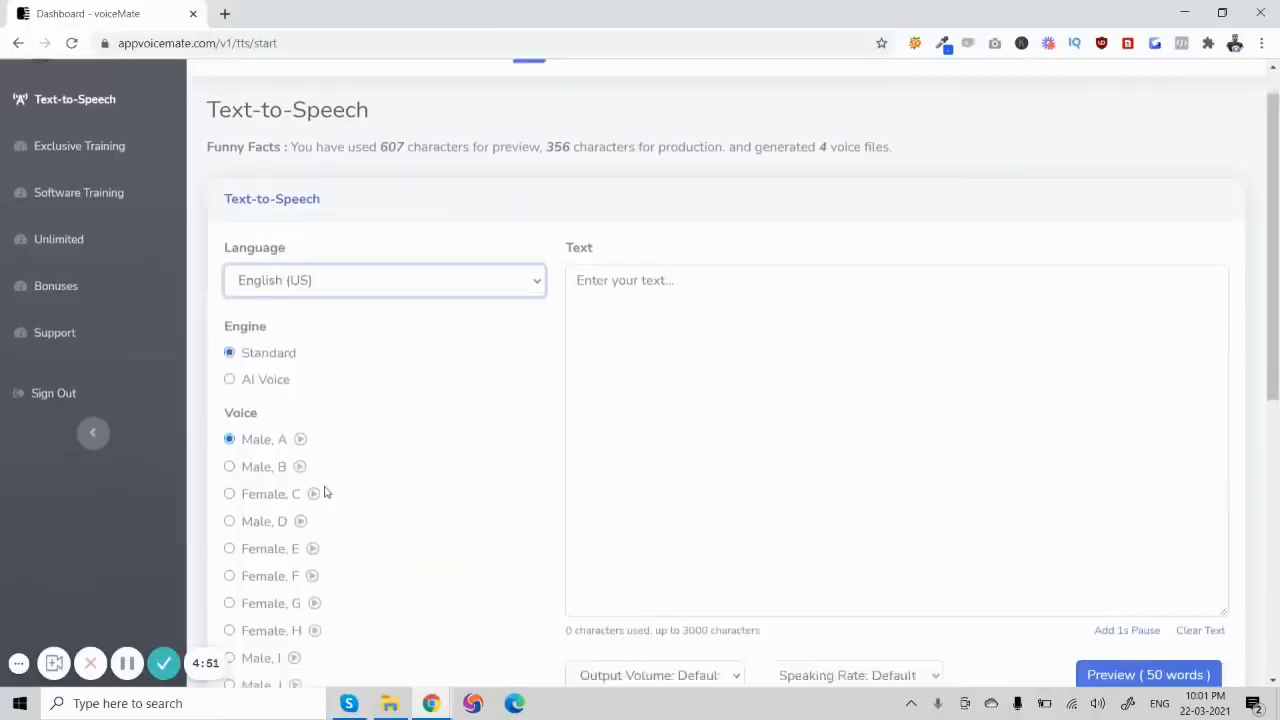 Dashboard - voiceMate
appvoicemate.com/v1/tts/start
Text-to-Speech
Exclusive Training
Software Training
Unlimited
Bonuses
Support
Sign Out
Text-to-Speech
Funny Facts : You have used 607 characters for preview, 356 characters for production. and generated 4 voice files.
Text-to-Speech
Language
English (US)
Engine
Standard
AI Voice
Voice
Male, A
Male, B
Female, C
Male, D
Female, E
Female, F
Female, G
Female, H
Male, I
Male, J
Text
Enter your text...
0 characters used, up to 3000 characters
Add 1s Pause
Clear Text
Output Volume: Defaul
Speaking Rate: Default
Preview ( 50 words )
4:51
Type here to search
ENG
10:01 PM
22-03-2021
2